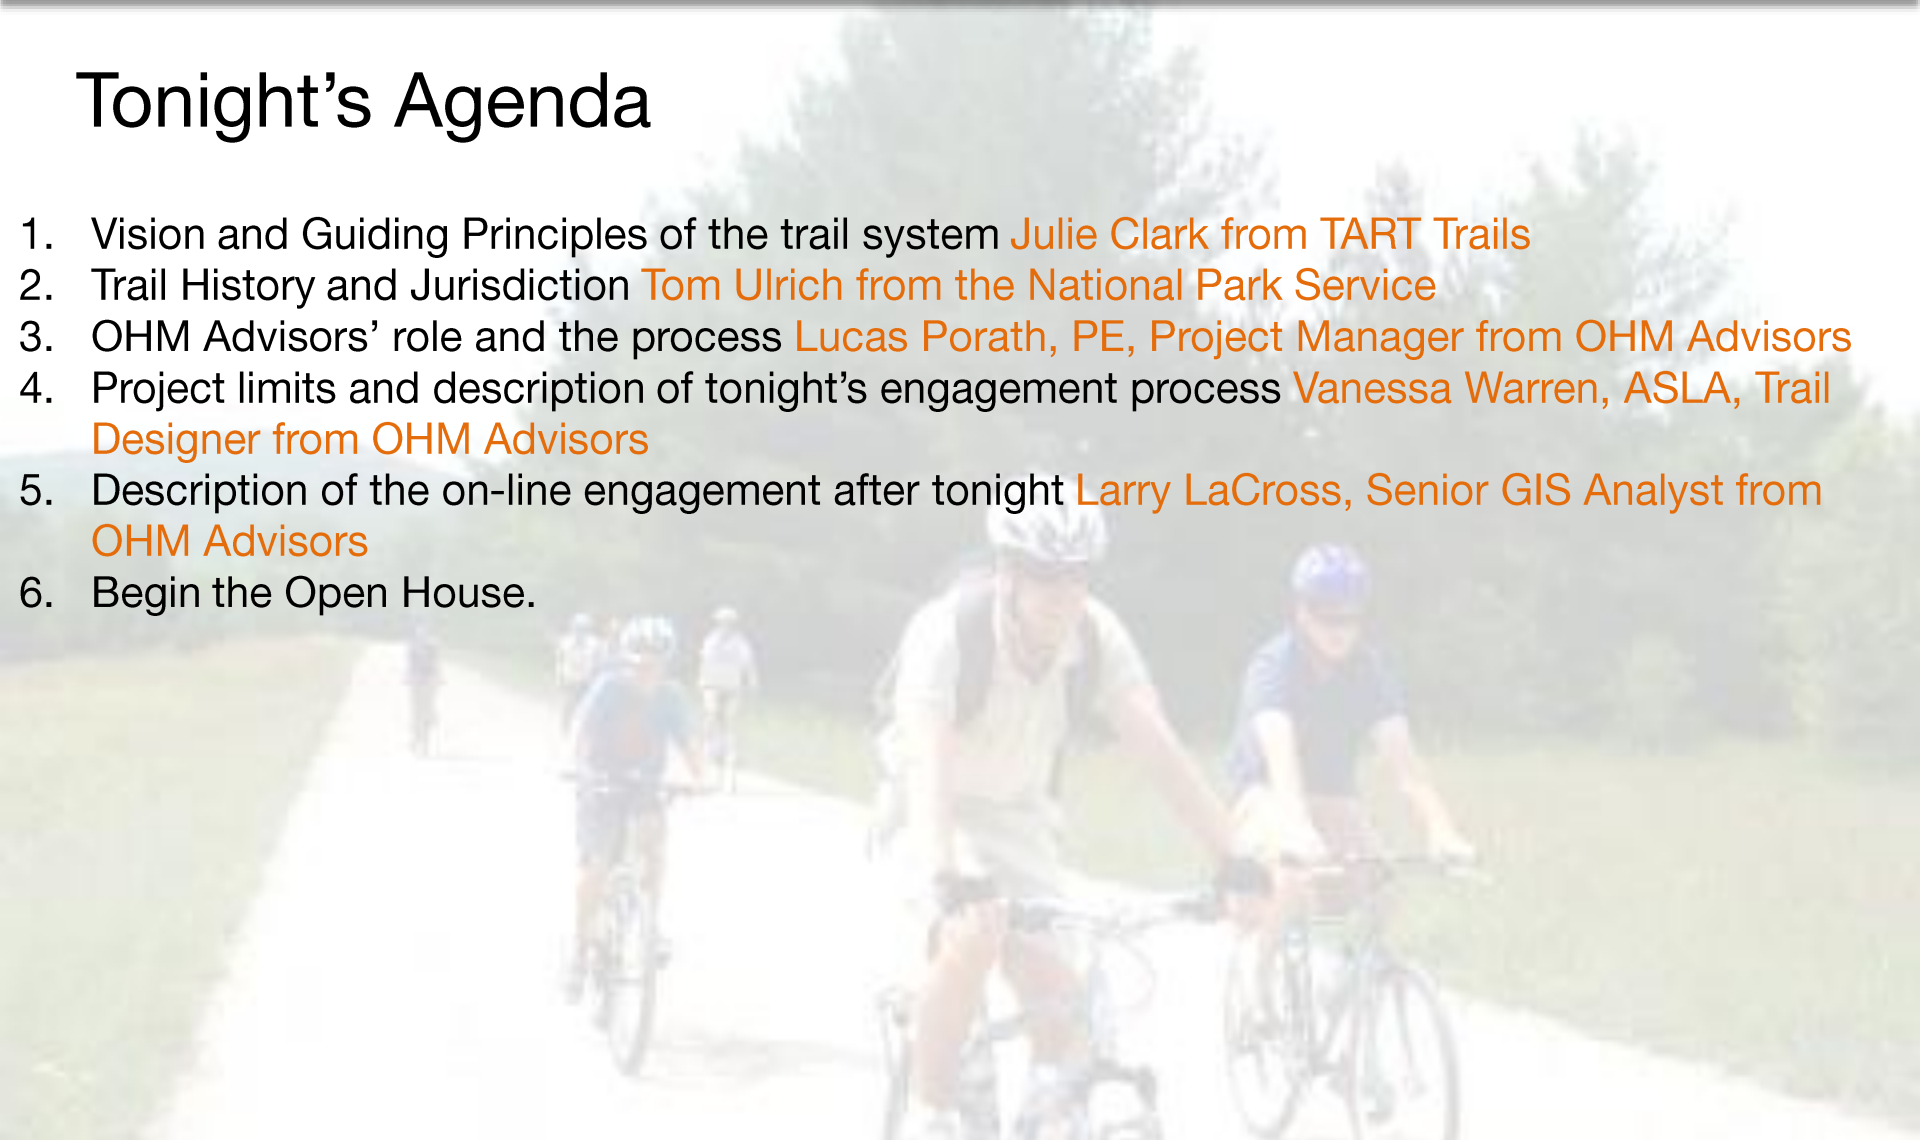 Tonight’s Agenda
1. Vision and Guiding Principles of the trail system Julie Clark from TART Trails
2. Trail History and Jurisdiction Tom Ulrich from the National Park Service
3. OHM Advisors’ role and the process Lucas Porath, PE, Project Manager from OHM Advisors
4. Project limits and description of tonight’s engagement process Vanessa Warren, ASLA, Trail
Designer from OHM Advisors
5. Description of the on-line engagement after tonight Larry LaCross, Senior GIS Analyst from
OHM Advisors
6. Begin the Open House.